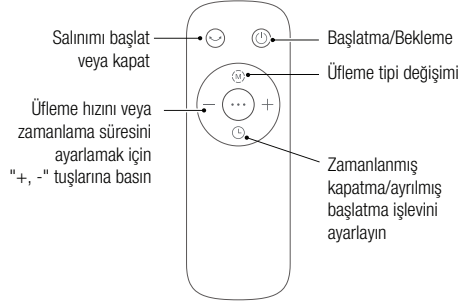 Salınımı başlat
veya kapat
Başlatma/Bekleme
Üfleme tipi değişimi
M
Üfleme hızını veya
zamanlama süresini
ayarlamak için
"+, -" tuşlarına basın
− ··· +
Zamanlanmış
kapatma/ayrılmış
başlatma işlevini
ayarlayın